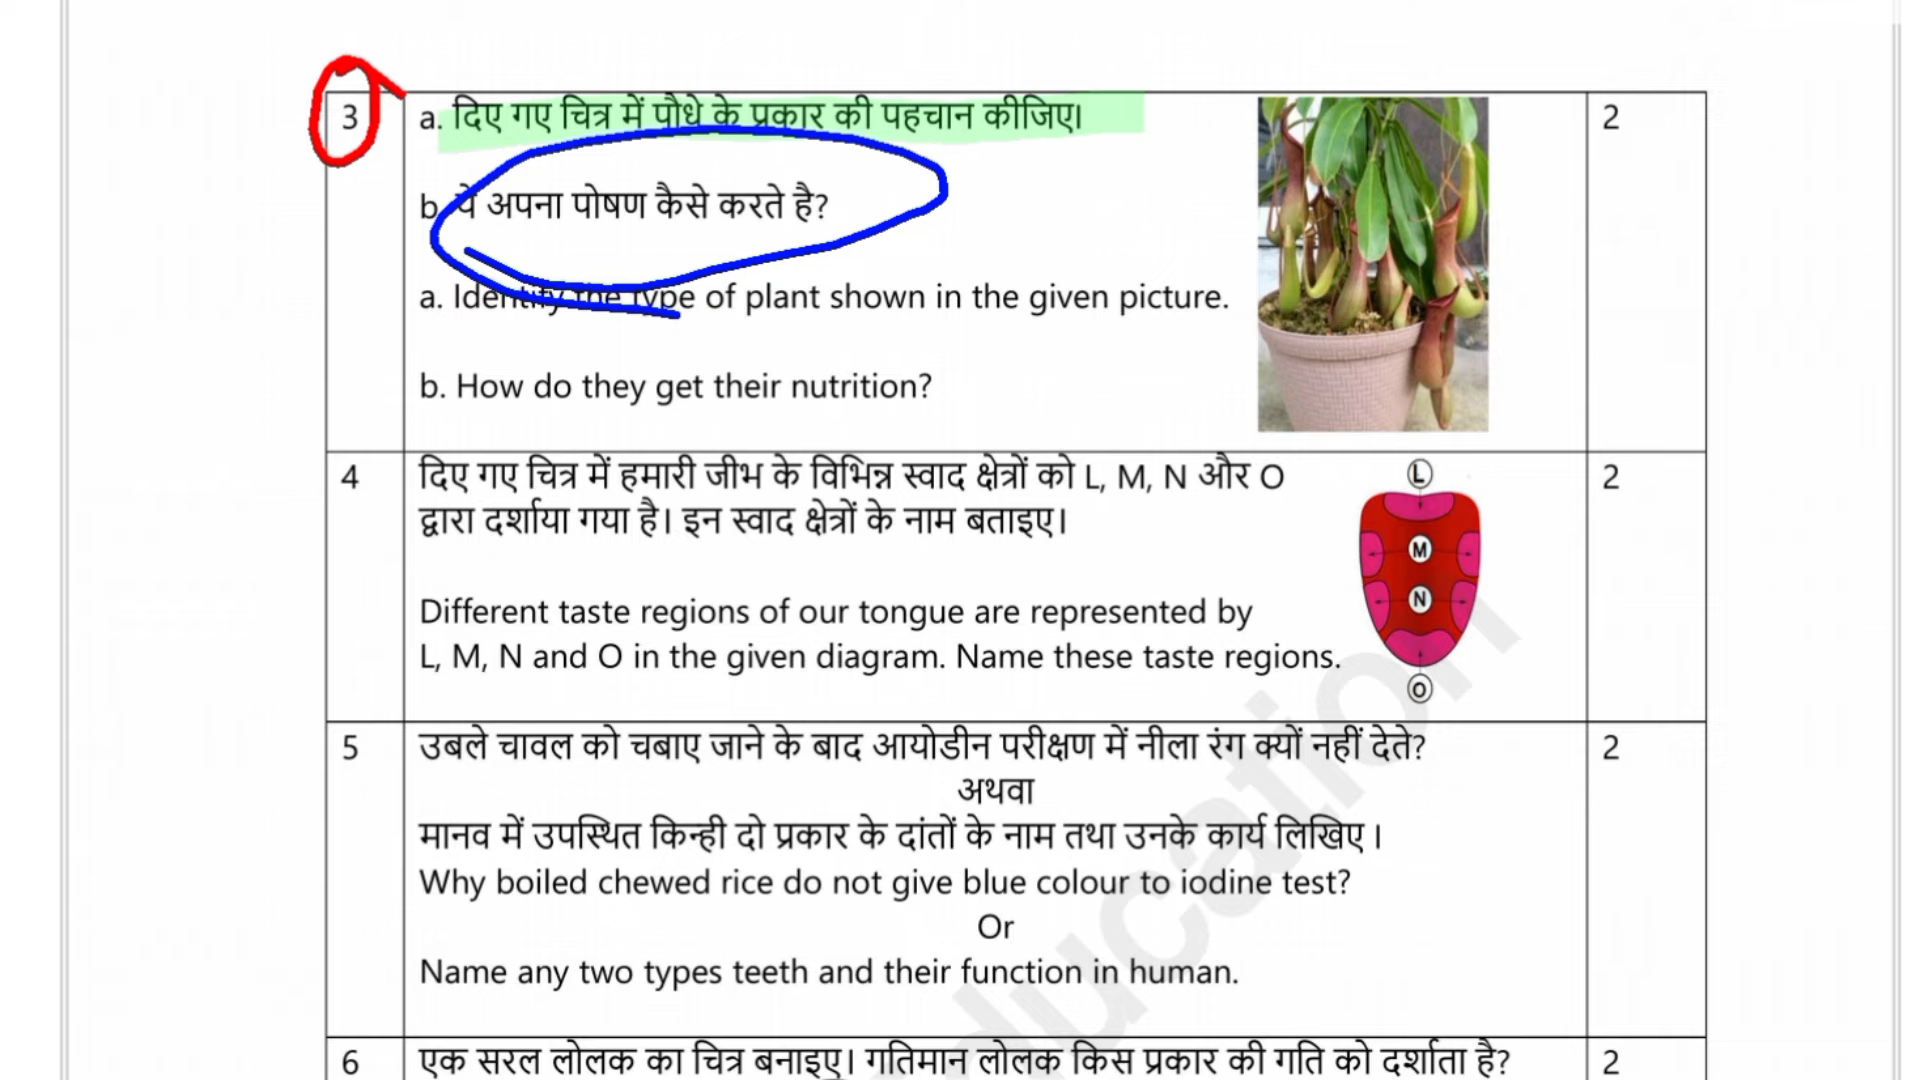 3
a. दिए गए चित्र में पौधे के प्रकार की पहचान कीजिए।
2
b. ये अपना पोषण कैसे करते है?
a. Identify the type of plant shown in the given picture.
b. How do they get their nutrition?
4
दिए गए चित्र में हमारी जीभ के विभिन्न स्वाद क्षेत्रों को L, M, N और O
द्वारा दर्शाया गया है। इन स्वाद क्षेत्रों के नाम बताइए।
Different taste regions of our tongue are represented by
L, M, N and O in the given diagram. Name these taste regions.
L
M
N
O
2
5
उबले चावल को चबाए जाने के बाद आयोडीन परीक्षण में नीला रंग क्यों नहीं देते?
अथवा
मानव में उपस्थित किन्ही दो प्रकार के दांतों के नाम तथा उनके कार्य लिखिए।
Why boiled chewed rice do not give blue colour to iodine test?
Or
Name any two types teeth and their function in human.
2
6
एक सरल लोलक का चित्र बनाइए। गतिमान लोलक किस प्रकार की गति को दर्शाता है?
2